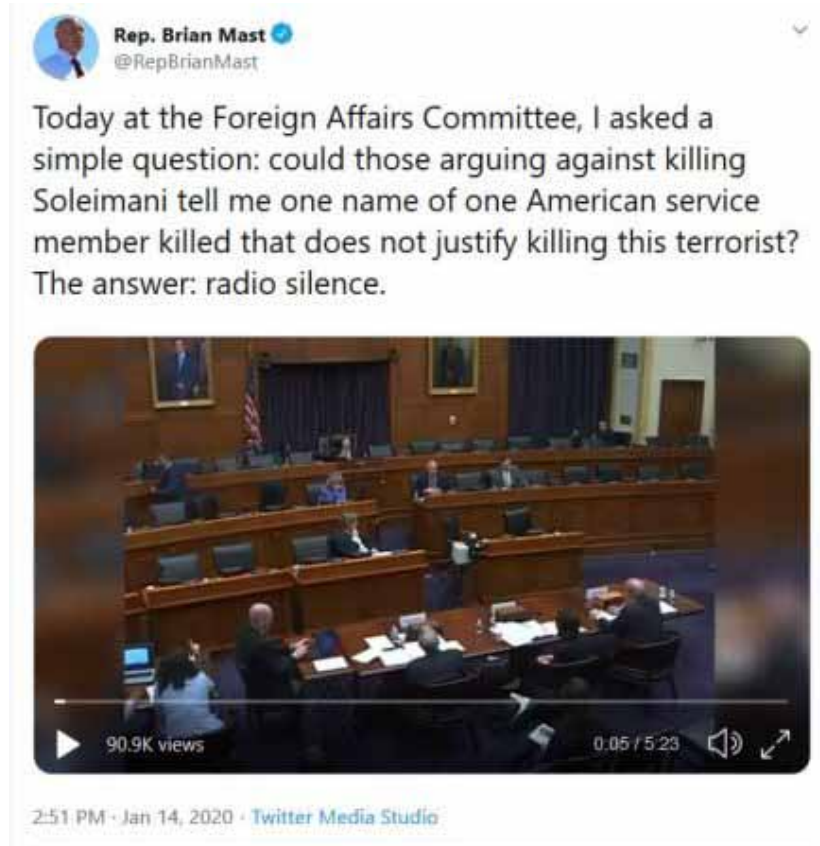 Rep. Brian Mast
@RepBrianMast
Today at the Foreign Affairs Committee, I asked a
simple question: could those arguing against killing
Soleimani tell me one name of one American service
member killed that does not justify killing this terrorist?
The answer: radio silence.
90.9K views
0:05 / 5:23
2:51 PM · Jan 14, 2020 · Twitter Media Studio